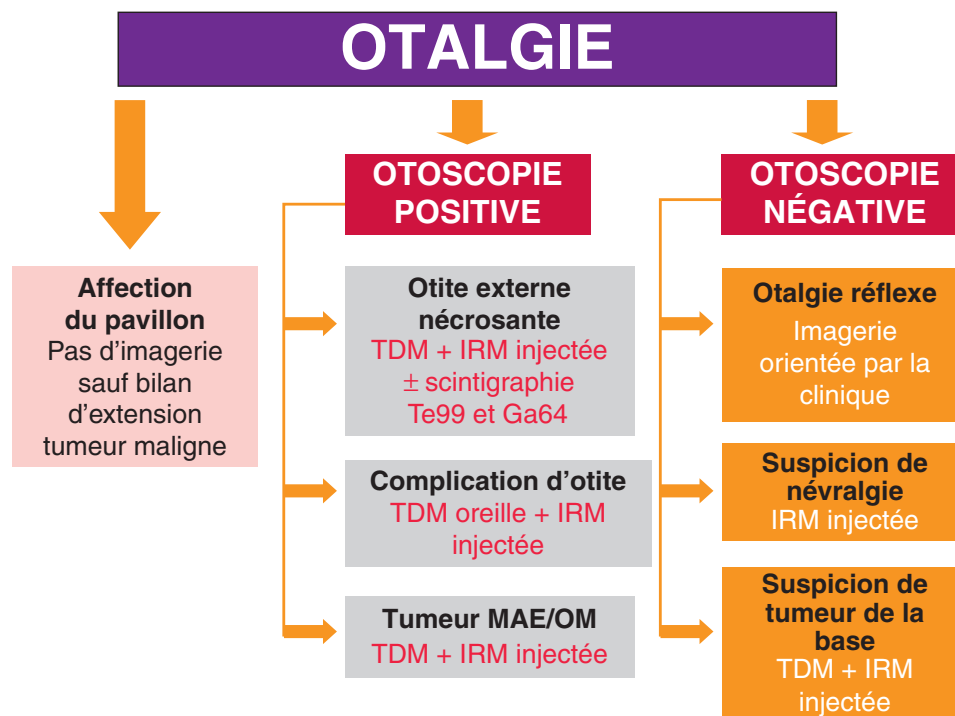 OTALGIE
Affection
du pavillon
Pas d'imagerie
sauf bilan
d'extension
tumeur maligne
OTOSCOPIE
POSITIVE
Otite externe
nécrosante
TDM + IRM injectée
± scintigraphie
Te99 et Ga64
Complication d'otite
TDM oreille + IRM
injectée
Tumeur MAE/OM
TDM + IRM injectée
OTOSCOPIE
NÉGATIVE
Otalgie réflexe
Imagerie
orientée par la
clinique
Suspicion de
névralgie
IRM injectée
Suspicion de
tumeur de la
base
TDM + IRM
injectée